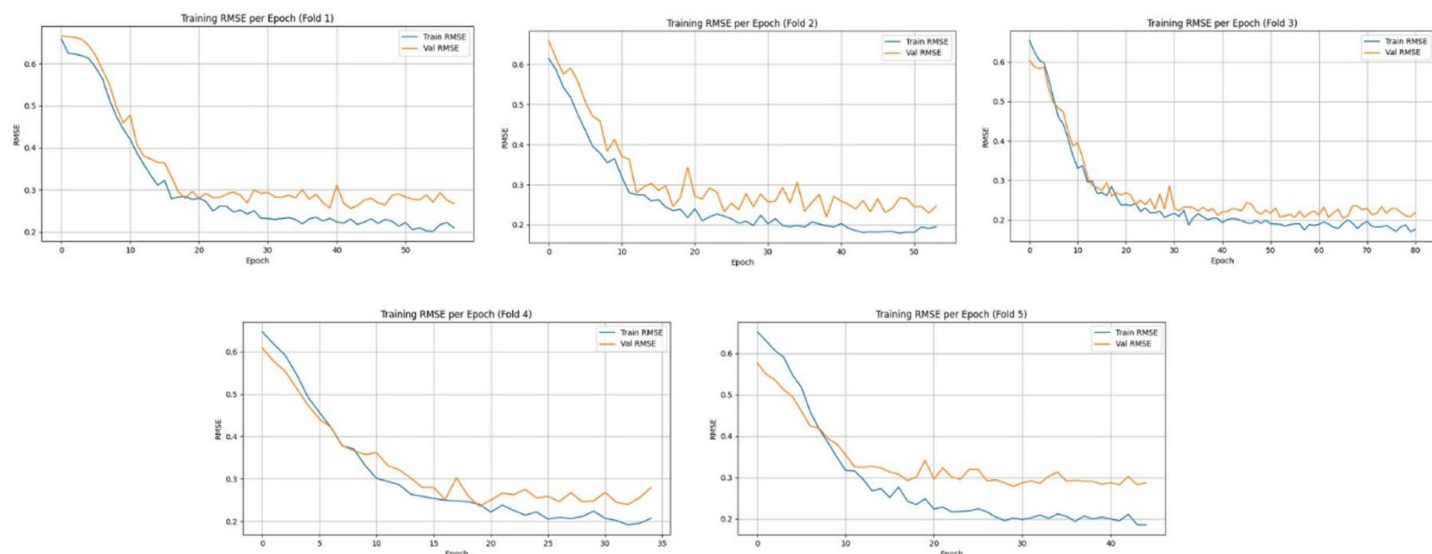 Training RMSE per Epoch (Fold 1)
Train RMSE
Val RMSE
RMSE
0.6
0.5
0.4
0.3
0.2
0 10 20 30 40 50
Epoch
Training RMSE per Epoch (Fold 2)
Train RMSE
Val RMSE
RMSE
0.6
0.5
0.4
0.3
0.2
0 10 20 30 40 50
Epoch
Training RMSE per Epoch (Fold 3)
Train RMSE
Val RMSE
RMSE
0.6
0.5
0.4
0.3
0.2
0 10 20 30 40 50 60 70 80
Epoch
Training RMSE per Epoch (Fold 4)
Train RMSE
Val RMSE
RMSE
0.6
0.5
0.4
0.3
0.2
0 5 10 15 20 25 30 35
Epoch
Training RMSE per Epoch (Fold 5)
Train RMSE
Val RMSE
RMSE
0.6
0.5
0.4
0.3
0.2
0 10 20 30 40
Epoch